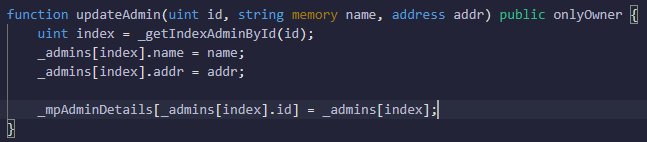 function updateAdmin(uint id, string memory name, address addr) public onlyOwner {
    uint index = _getIndexAdminById(id);
    _admins[index].name = name;
    _admins[index].addr = addr;

    _mpAdminDetails[_admins[index].id] = _admins[index];
}